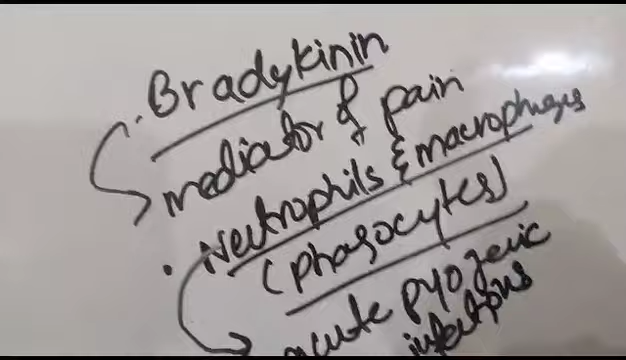 . Bradykinin
mediator of pain
. Neutrophils & macrophages
(phagocytes)
acute pyogenic
infections